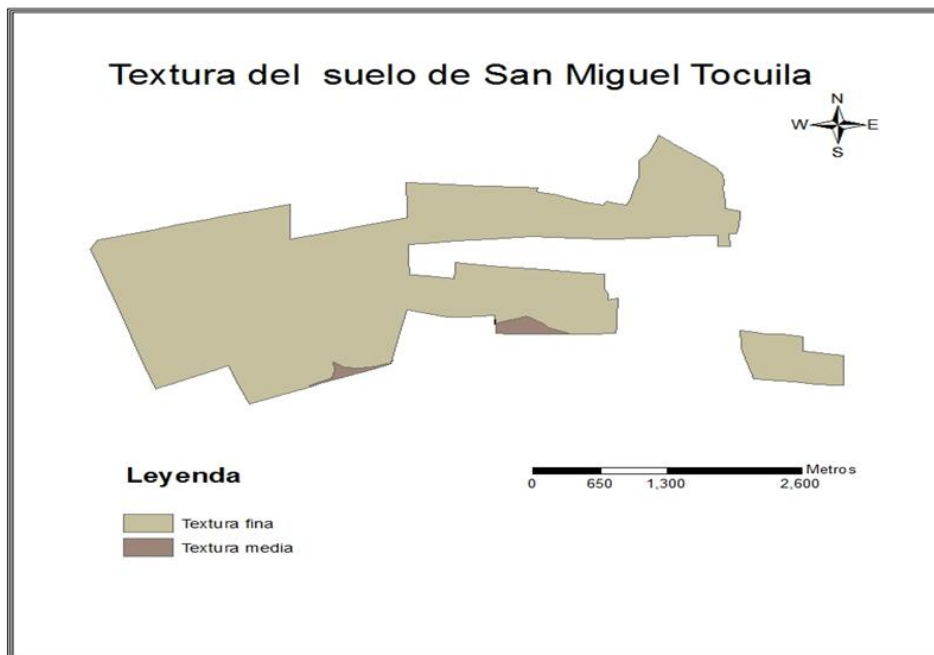 Textura del suelo de San Miguel Tocuila
N
W E
S
Leyenda
Textura fina
Textura media
Metros
0 650 1,300 2,600